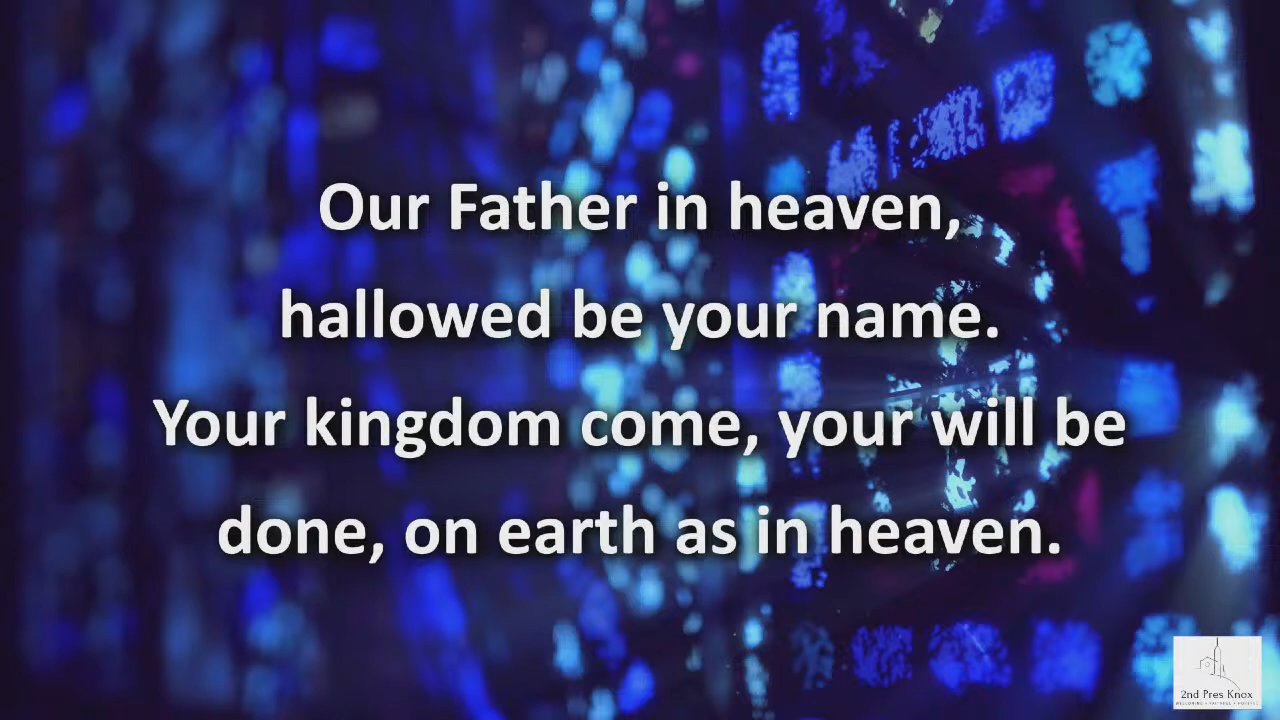 Our Father in heaven,
hallowed be your name.
Your kingdom come, your will be
done, on earth as in heaven.
2nd Pres Knox